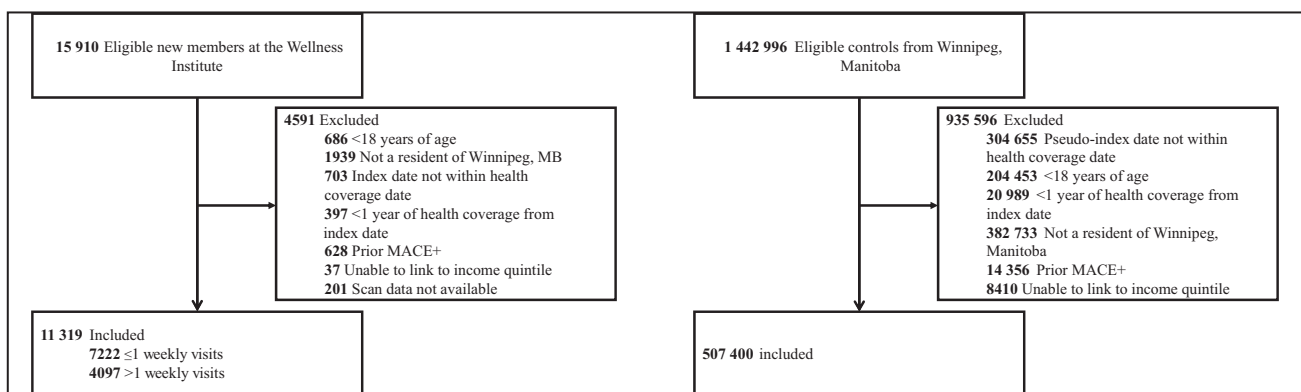 15 910 Eligible new members at the Wellness
Institute
4591 Excluded
686 <18 years of age
1939 Not a resident of Winnipeg, MB
703 Index date not within health
coverage date
397 <1 year of health coverage from
index date
628 Prior MACE+
37 Unable to link to income quintile
201 Scan data not available
11 319 Included
7222 ≤1 weekly visits
4097 >1 weekly visits
1 442 996 Eligible controls from Winnipeg,
Manitoba
935 596 Excluded
304 655 Pseudo-index date not within
health coverage date
204 453 <18 years of age
20 989 <1 year of health coverage from
index date
382 733 Not a resident of Winnipeg,
Manitoba
14 356 Prior MACE+
8410 Unable to link to income quintile
507 400 included